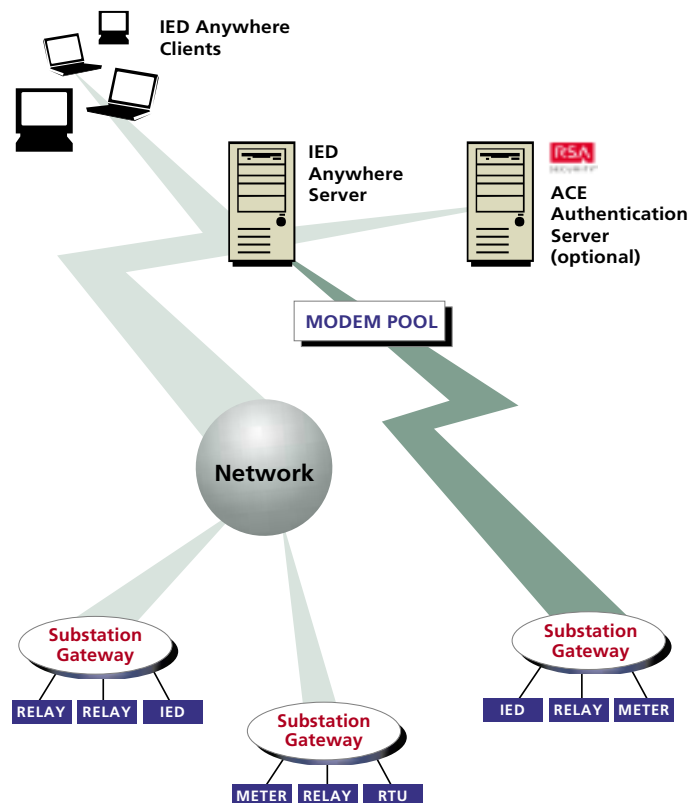 IED Anywhere
Clients
IED
Anywhere
Server
RSA
SECURITY
ACE
Authentication
Server
(optional)
MODEM POOL
Network
Substation
Gateway
RELAY
RELAY
IED
Substation
Gateway
METER
RELAY
RTU
Substation
Gateway
IED
RELAY
METER